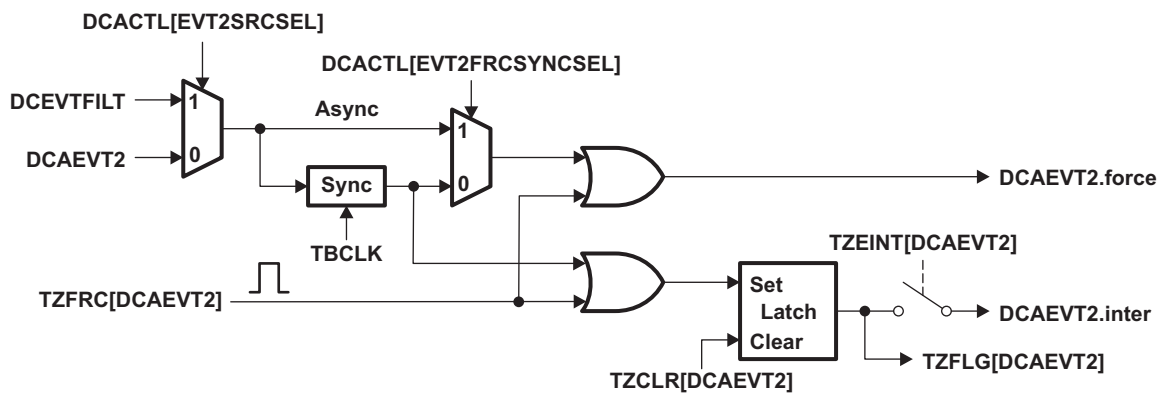 DCACTL[EVT2SRCSEL]
DCACTL[EVT2FRCSYNCSEL]
DCEVTFILT
1
Async
1
DCAEVT2
0
Sync
0
DCAEVT2.force
TBCLK
TZEINT[DCAEVT2]
TZFRC[DCAEVT2]
Set
Latch
DCAEVT2.inter
Clear
TZFLG[DCAEVT2]
TZCLR[DCAEVT2]